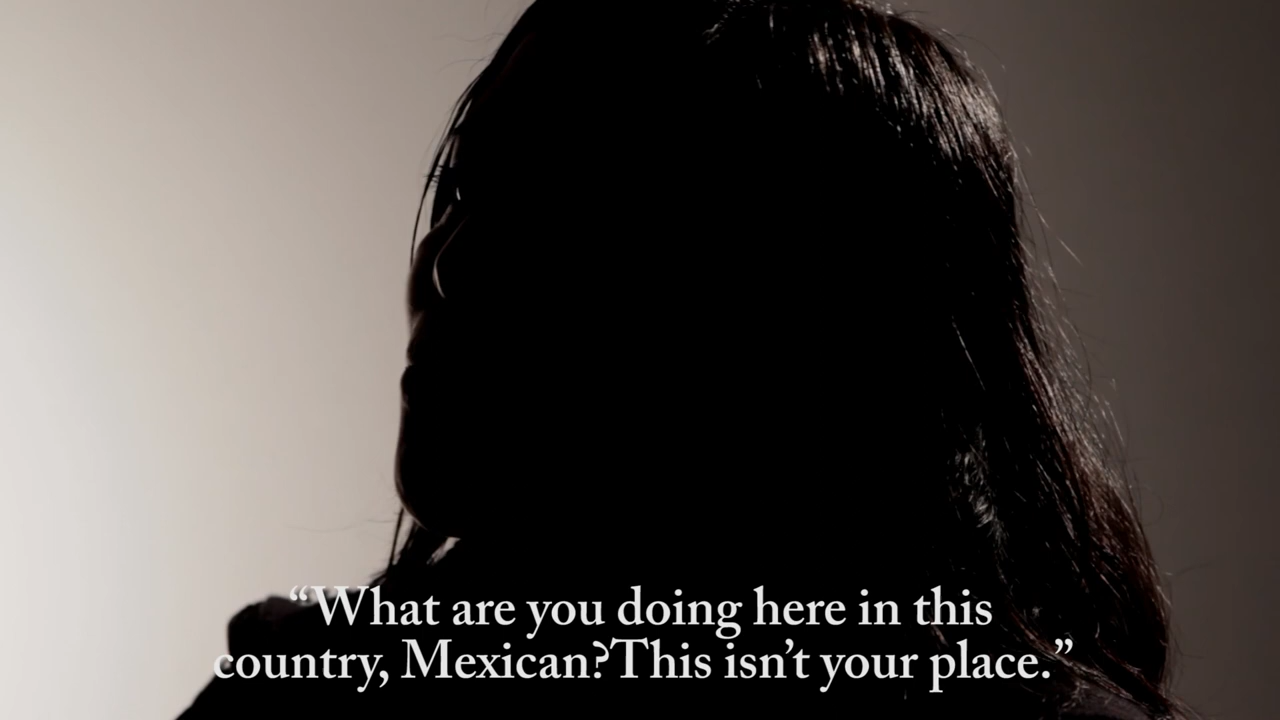 “What are you doing here in this
country, Mexican?This isn’t your place.”